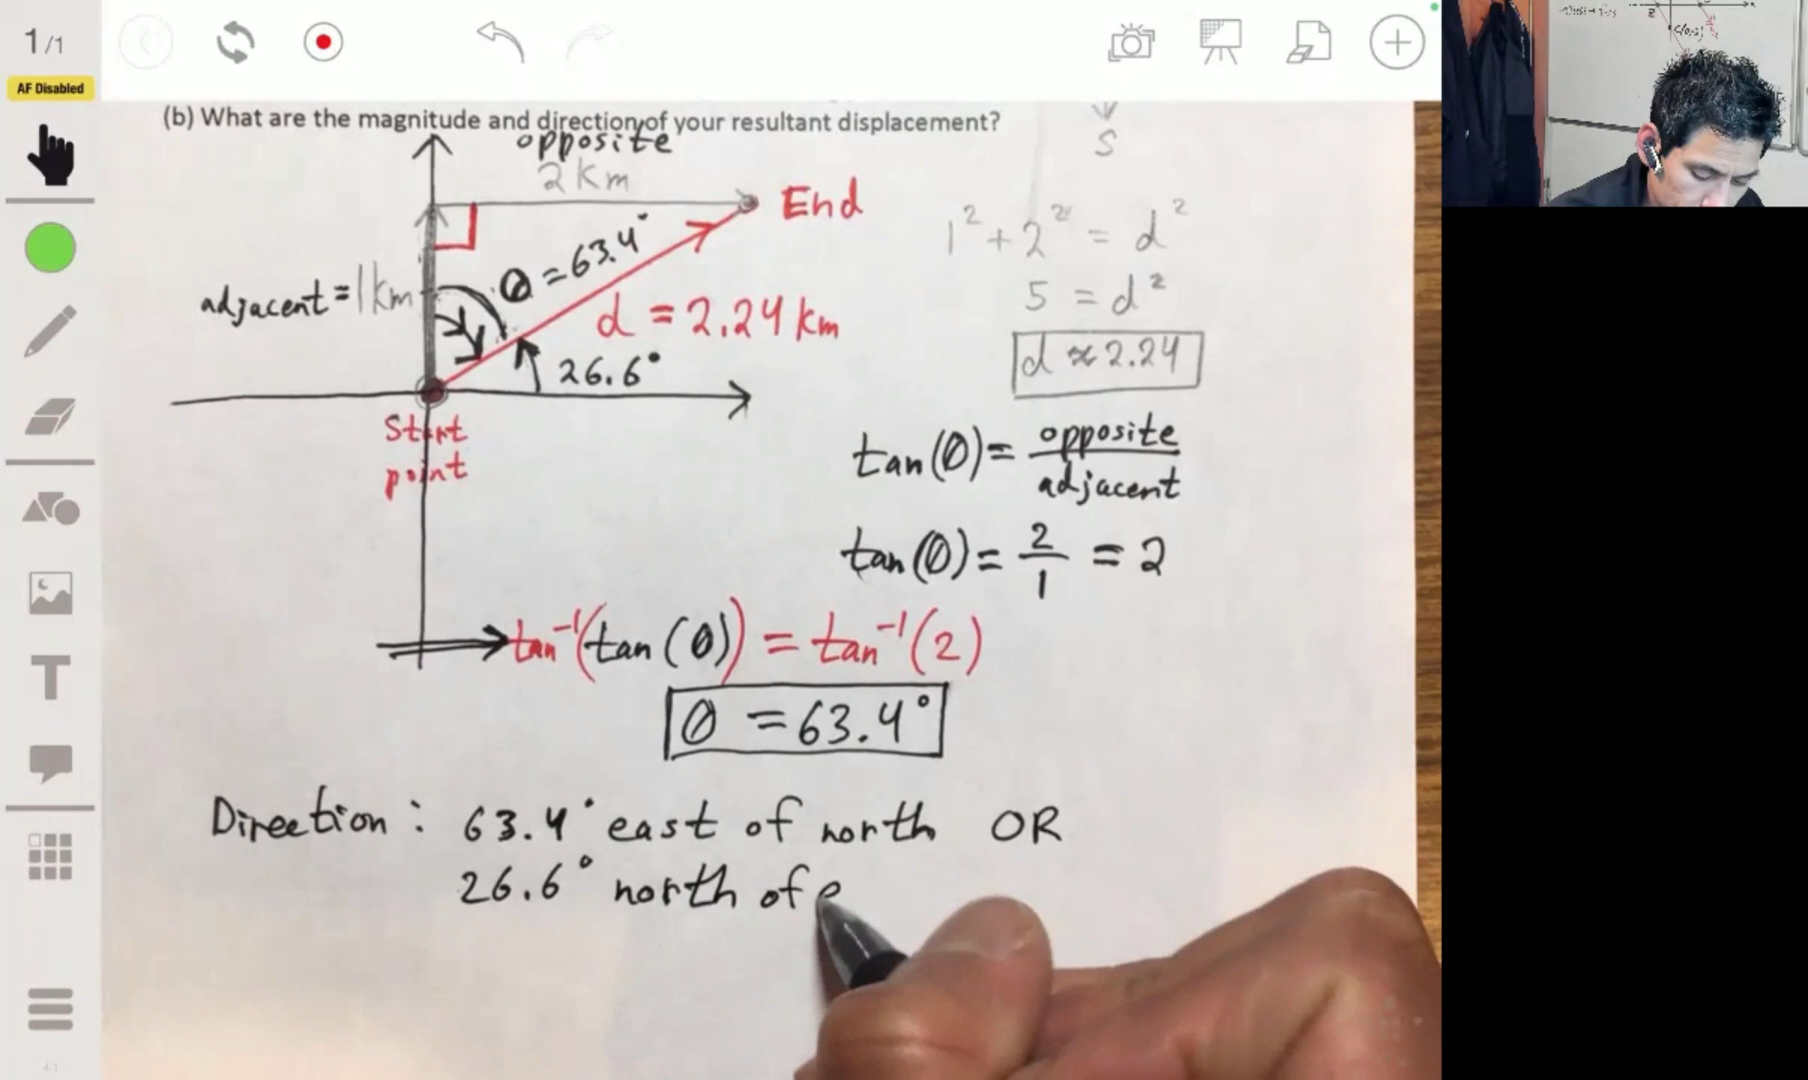 1/1
AF Disabled
(b) What are the magnitude and direction of your resultant displacement?
opposite
2 km
End
S
θ = 63.4°
adjacent = 1 km
d = 2.24 km
26.6°
Start
point
1² + 2² = d²
5 = d²
d ≈ 2.24
tan(θ) = opposite
adjacent
tan(θ) = 2/1 = 2
tan⁻¹(tan(θ)) = tan⁻¹(2)
θ = 63.4°
Direction : 63.4° east of north OR
26.6° north of e
T